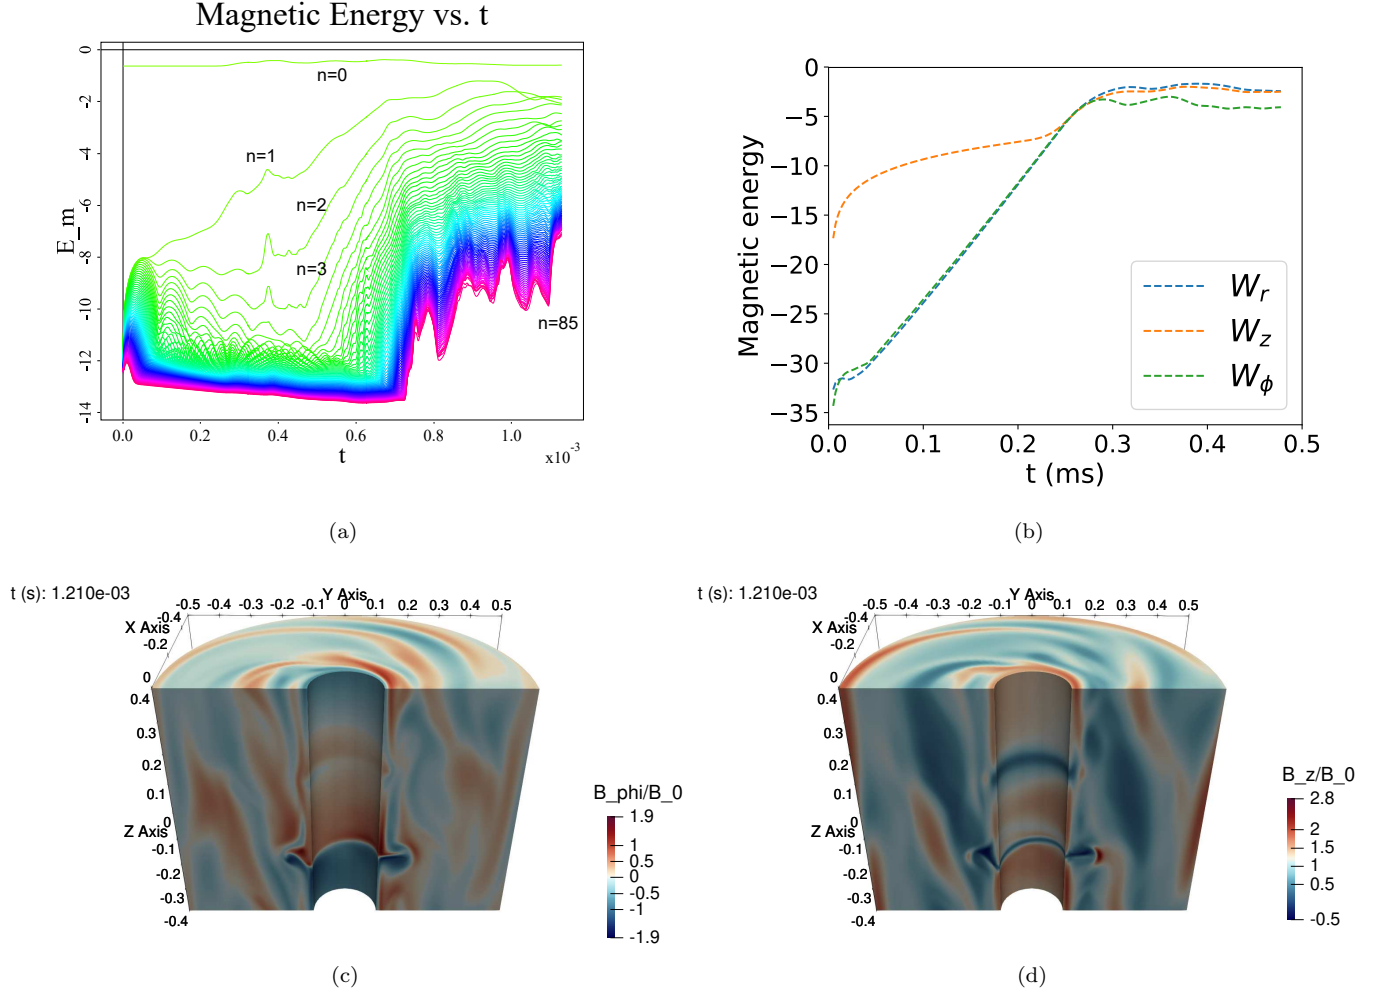 Magnetic Energy vs. t
0
-2
-4
-6
-8
-10
-12
-14
E_m
n=0
n=1
n=2
n=3
n=85
0.0 0.2 0.4 0.6 0.8 1.0
t
x10⁻³
(a)
0
−5
−10
−15
−20
−25
−30
−35
Magnetic energy
W_r
W_z
W_ϕ
0.0 0.1 0.2 0.3 0.4 0.5
t (ms)
(b)
t (s): 1.210e-03
Y Axis
-0.5 -0.4 -0.3 -0.2 -0.1 0 0.1 0.2 0.3 0.4 0.5
X Axis
-0.4
-0.2
0
0.4
0.3
0.2
0.1
0
Z Axis
-0.1
-0.2
-0.3
-0.4
B_phi/B_0
1.9
1
0.5
0
-0.5
-1
-1.9
(c)
t (s): 1.210e-03
Y Axis
-0.5 -0.4 -0.3 -0.2 -0.1 0 0.1 0.2 0.3 0.4 0.5
X Axis
-0.4
-0.2
0
0.4
0.3
0.2
0.1
0
Z Axis
-0.1
-0.2
-0.3
-0.4
B_z/B_0
2.8
2
1.5
1
0.5
-0.5
(d)